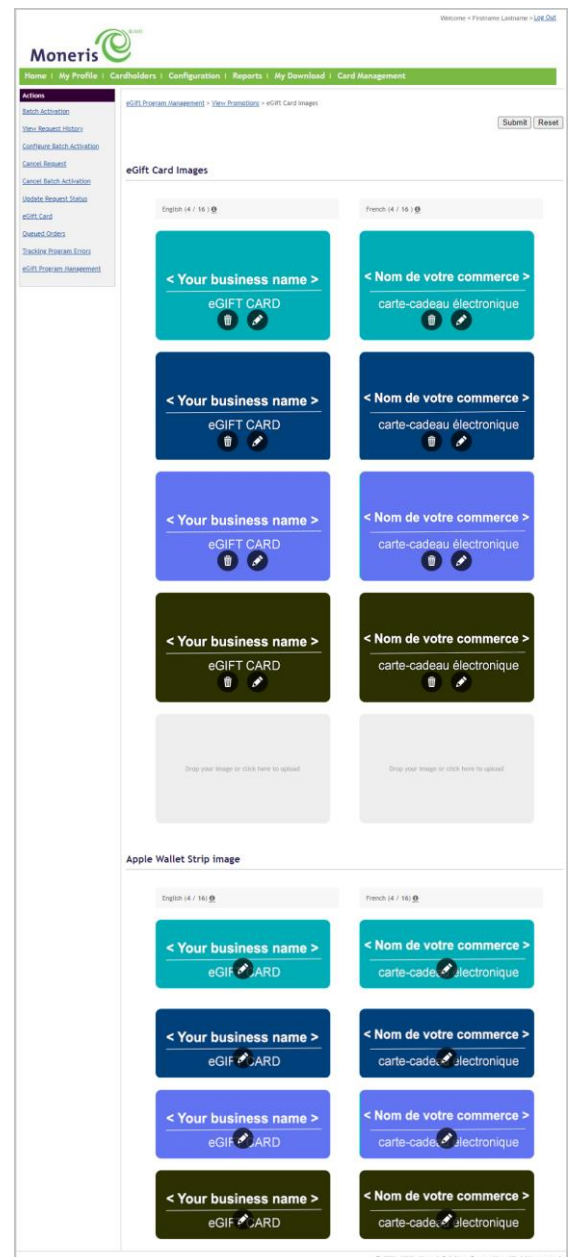 Welcome < Firstname Lastname > Log Out
Moneris
Home | My Profile | Cardholders | Configuration | Reports | My Download | Card Management
Actions
Batch Activation
View Request History
Configure Batch Activation
Cancel Request
Cancel Batch Activation
Update Request Status
eGift Card
Queued Orders
Tracking Program Errors
eGift Program Management
eGift Program Management > View Promotions > eGift Card Images
Submit Reset
eGift Card Images
English (4 / 16 )
French (4 / 16 )
< Your business name >
eGIFT CARD
< Nom de votre commerce >
carte-cadeau électronique
< Your business name >
eGIFT CARD
< Nom de votre commerce >
carte-cadeau électronique
< Your business name >
eGIFT CARD
< Nom de votre commerce >
carte-cadeau électronique
< Your business name >
eGIFT CARD
< Nom de votre commerce >
carte-cadeau électronique
Drop your image or click here to upload
Drop your image or click here to upload
Apple Wallet Strip image
English (4 / 16)
French (4 / 16)
< Your business name >
CARD
< Nom de votre commerce >
< Your business name >
CARD
< Nom de votre commerce >
< Your business name >
CARD
< Nom de votre commerce >
< Your business name >
CARD
< Nom de votre commerce >